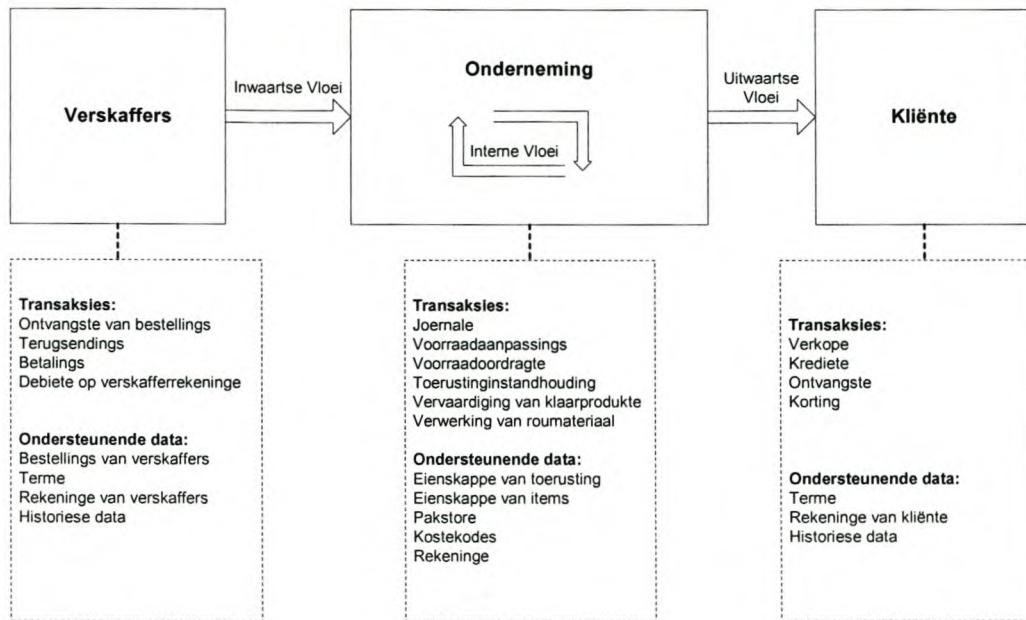 Verskaffers
Inwaartse Vloei
Onderneming
Interne Vloei
Uitwaartse
Vloei
Kliënte
Transaksies:
Ontvangste van bestellings
Terugsendings
Betalings
Debiete op verskafferrekeninge
Ondersteunende data:
Bestellings van verskaffers
Terme
Rekeninge van verskaffers
Historiese data
Transaksies:
Joernale
Voorraadaanpassings
Voorraadoordragte
Toerustinginstandhouding
Vervaardiging van klaarprodukte
Verwerking van roumateriaal
Ondersteunende data:
Eienskappe van toerusting
Eienskappe van items
Pakstore
Kostekodes
Rekeninge
Transaksies:
Verkope
Krediete
Ontvangste
Korting
Ondersteunende data:
Terme
Rekeninge van kliënte
Historiese data